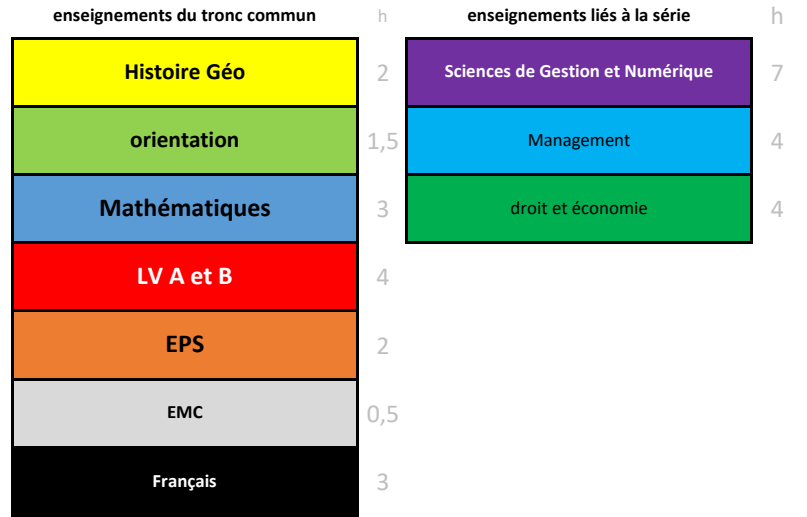 enseignements du tronc commun h enseignements liés à la série h
Histoire Géo 2 Sciences de Gestion et Numérique 7
orientation 1,5 Management 4
Mathématiques 3 droit et économie 4
LV A et B 4
EPS 2
EMC 0,5
Français 3